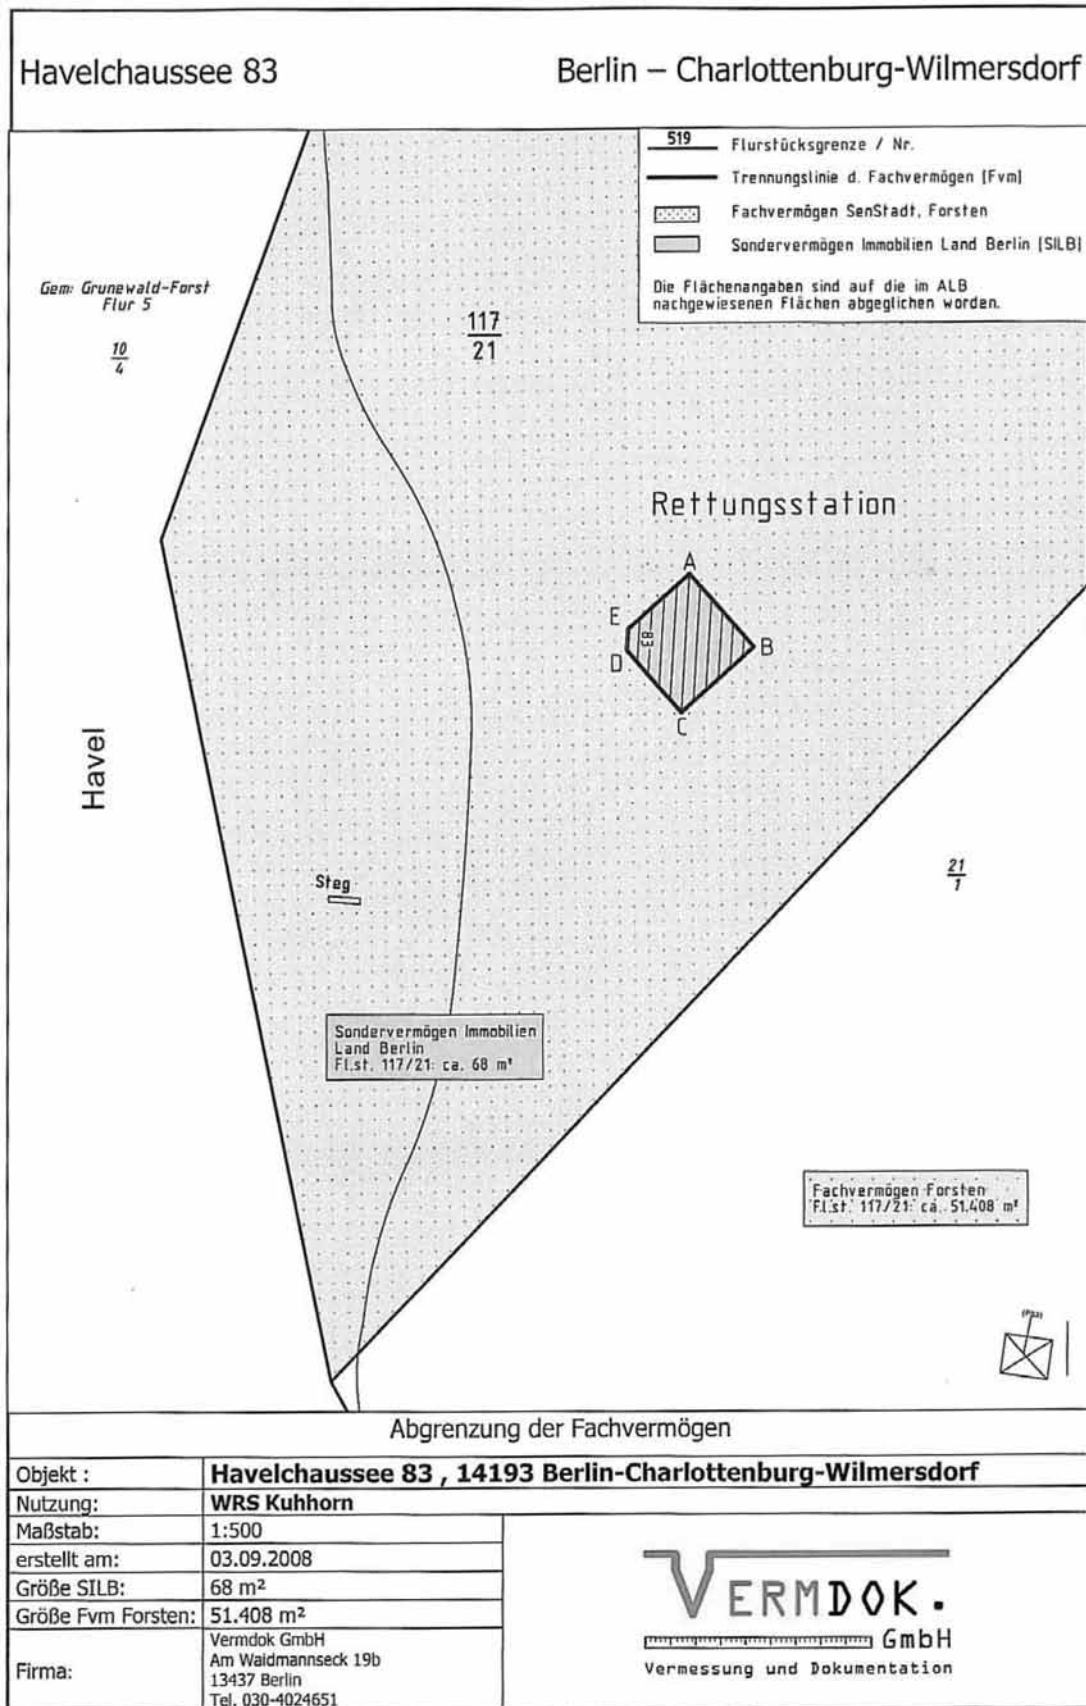 Havelchaussee 83
Berlin – Charlottenburg-Wilmersdorf
519 Flurstücksgrenze / Nr.
Trennungslinie d. Fachvermögen (Fvm)
Fachvermögen SenStadt, Forsten
Sondervermögen Immobilien Land Berlin (SILB)
Die Flächenangaben sind auf die im ALB
nachgewiesenen Flächen abgeglichen worden.
Gem: Grunewald-Forst
Flur 5
10
4
117
21
Rettungsstation
A
E
83
B
D
C
Havel
21
1
Steg
Sondervermögen Immobilien
Land Berlin
Fl.st. 117/21: ca. 68 m²
Fachvermögen Forsten
Fl.st. 117/21: ca. 51.408 m²
Abgrenzung der Fachvermögen
Objekt : Havelchaussee 83 , 14193 Berlin-Charlottenburg-Wilmersdorf
Nutzung: WRS Kuhhorn
Maßstab: 1:500
erstellt am: 03.09.2008
Größe SILB: 68 m²
Größe Fvm Forsten: 51.408 m²
Firma:
Vermdok GmbH
Am Waidmannseck 19b
13437 Berlin
Tel. 030-4024651
VERMDOK.
GmbH
Vermessung und Dokumentation